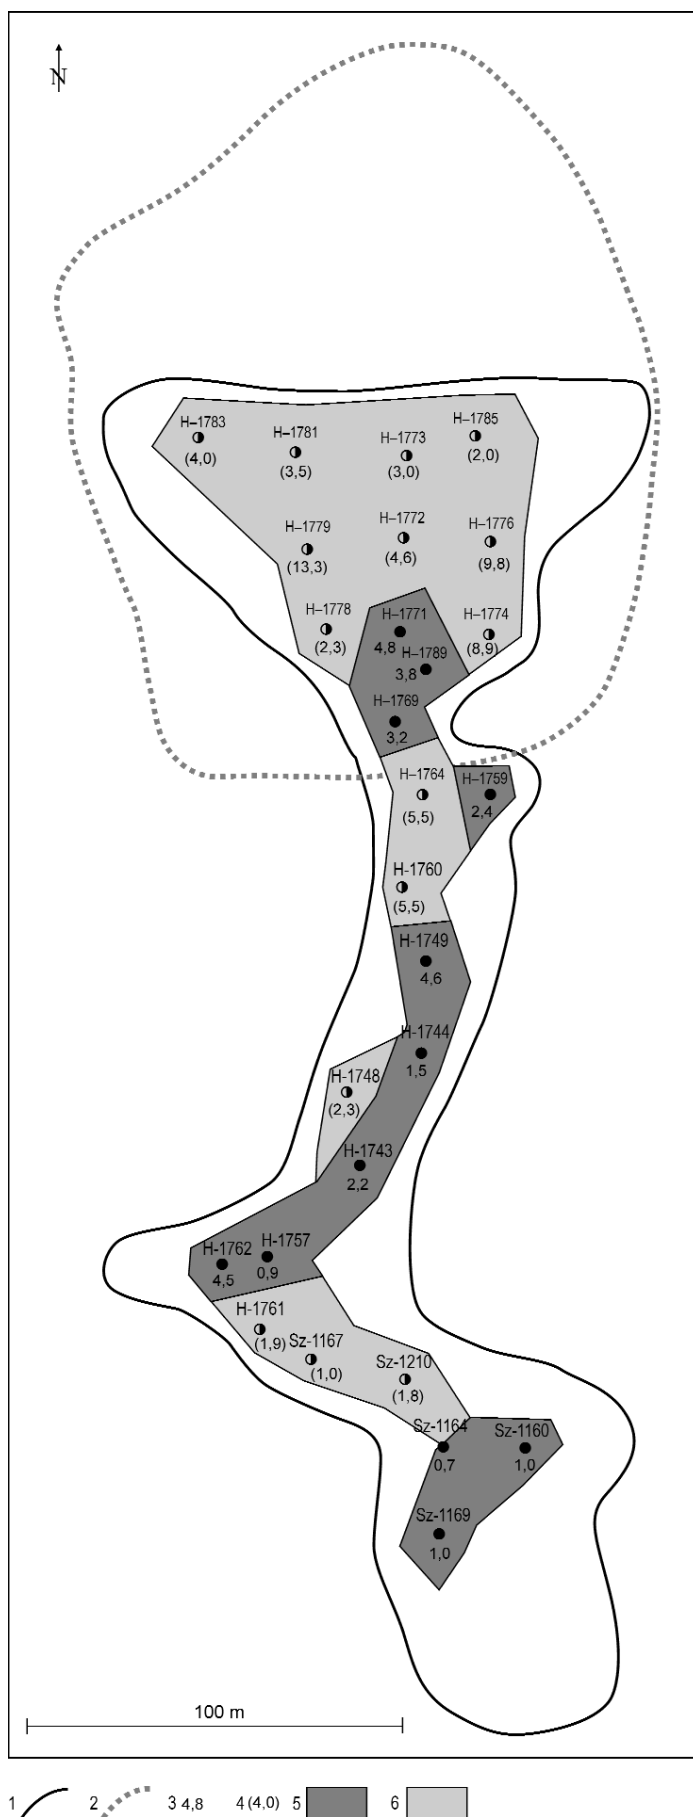 N
H–1783
(4,0)
H–1781
(3,5)
H–1773
(3,0)
H–1785
(2,0)
H–1779
(13,3)
H–1772
(4,6)
H–1776
(9,8)
H–1778
(2,3)
H–1771
4,8
H–1789
3,8
H–1774
(8,9)
H–1769
3,2
H–1764
(5,5)
H–1759
2,4
H-1760
(5,5)
H-1749
4,6
H-1744
1,5
H-1748
(2,3)
H-1743
2,2
H-1762
4,5
H-1757
0,9
H-1761
(1,9)
Sz-1167
(1,0)
Sz-1210
(1,8)
Sz-1164
0,7
Sz-1160
1,0
Sz-1169
1,0
100 m
1 2 3 4,8 4 (4,0) 5 6